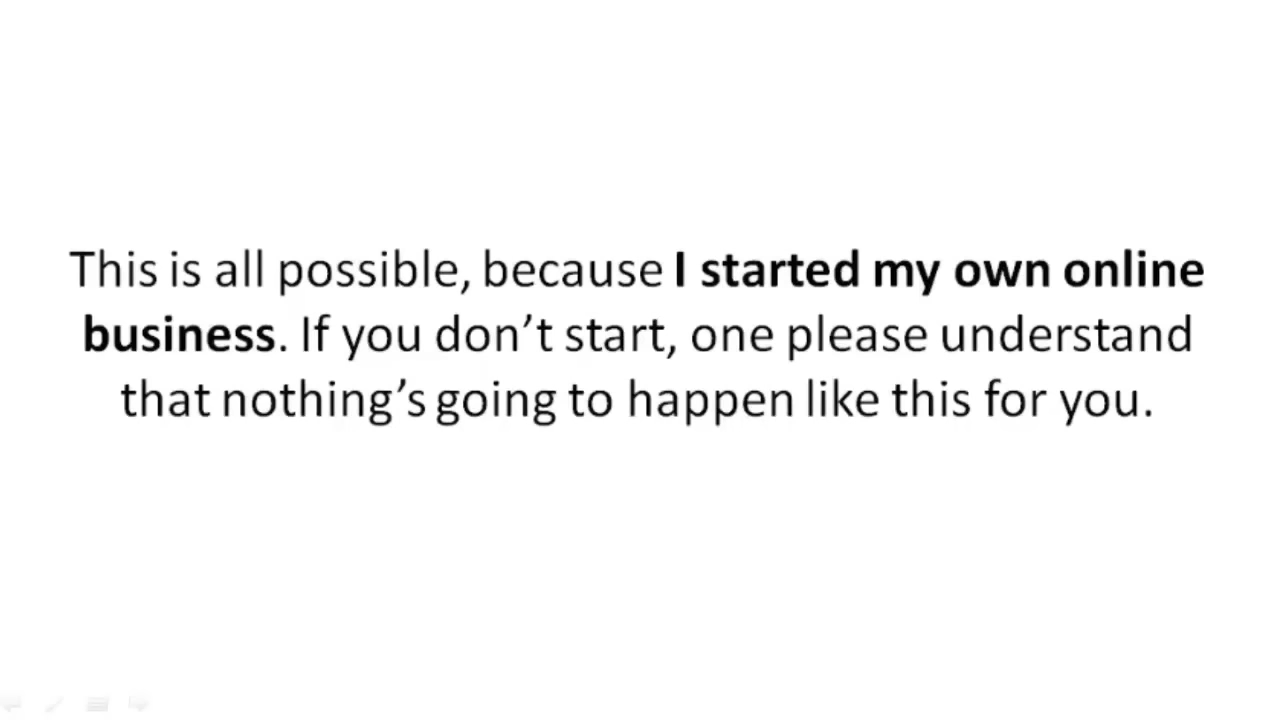 This is all possible, because I started my own online
business. If you don’t start, one please understand
that nothing’s going to happen like this for you.